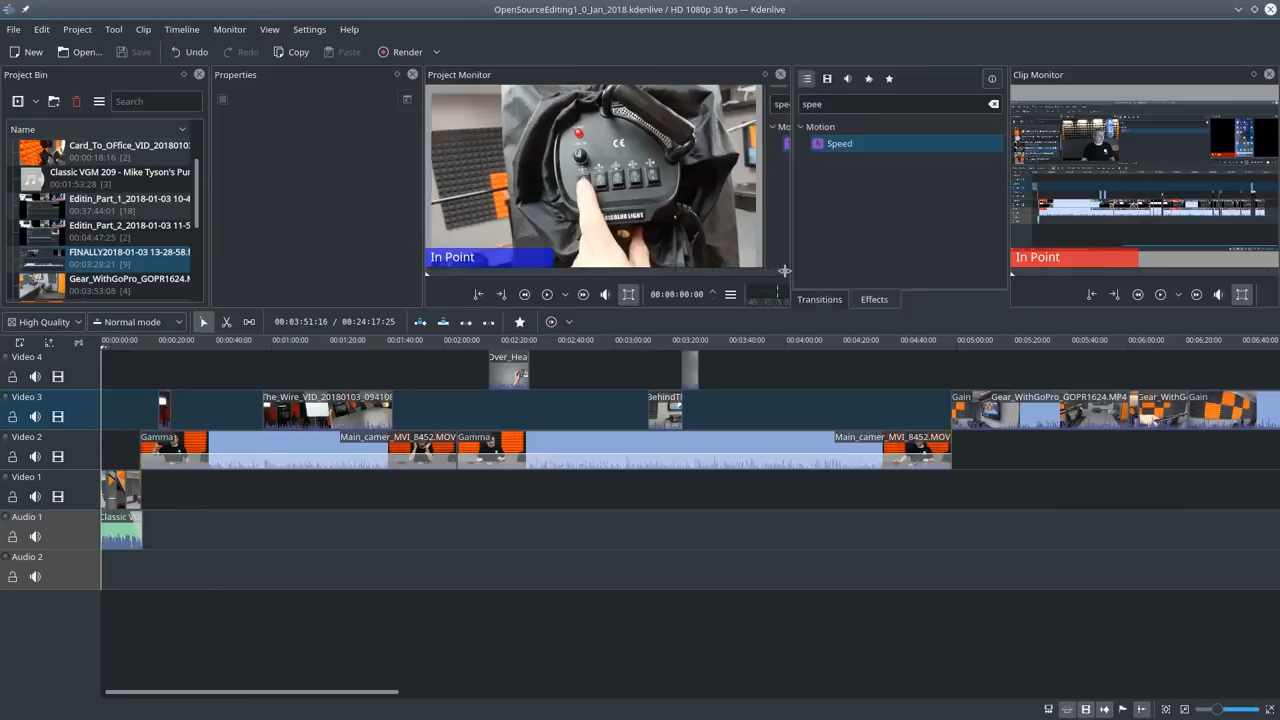 OpenSourceEditing1_0_Jan_2018.kdenlive / HD 1080p 30 fps — Kdenlive
File Edit Project Tool Clip Timeline Monitor View Settings Help
New Open... Save Undo Redo Copy Paste Render
Project Bin
Properties
Project Monitor
Clip Monitor
Search
spee
spee
Name
Motion
Speed
Card_To_OFfice_VID_20180103
00:00:18:16 [2]
Classic VGM 209 - Mike Tyson's Pun
00:01:53:28 [3]
Editin_Part_1_2018-01-03 10-4
00:37:44:01 [18]
Editin_Part_2_2018-01-03 11-5
00:04:47:25 [2]
FINALLY2018-01-03 13-28-58.
00:03:28:21 [9]
Gear_WithGoPro_GOPR1624.M
00:03:53:08 [4]
CE
In Point
In Point
00:00:00:00
Transitions Effects
High Quality Normal mode 00:03:51:16 / 00:24:17:25
00:00:00:00 00:00:20:00 00:00:40:00 00:01:00:00 00:01:20:00 00:01:40:00 00:02:00:00 00:02:20:00 00:02:40:00 00:03:00:00 00:03:20:00 00:03:40:00 00:04:00:00 00:04:20:00 00:04:40:00 00:05:00:00 00:05:20:00 00:05:40:00 00:06:00:00 00:06:20:00 00:06:40:00
Video 4
Over_Hea
Video 3
The_Wire_VID_20180103_09410
BehindT
Gain Gear_WithGoPro_GOPR1624.MP4 Gear_WithG Gain
Video 2
Gamma Main_camer_MVI_8452.MOV Gamma Main_camer_MVI_8452.MOV
Video 1
Audio 1
Classic V
Audio 2